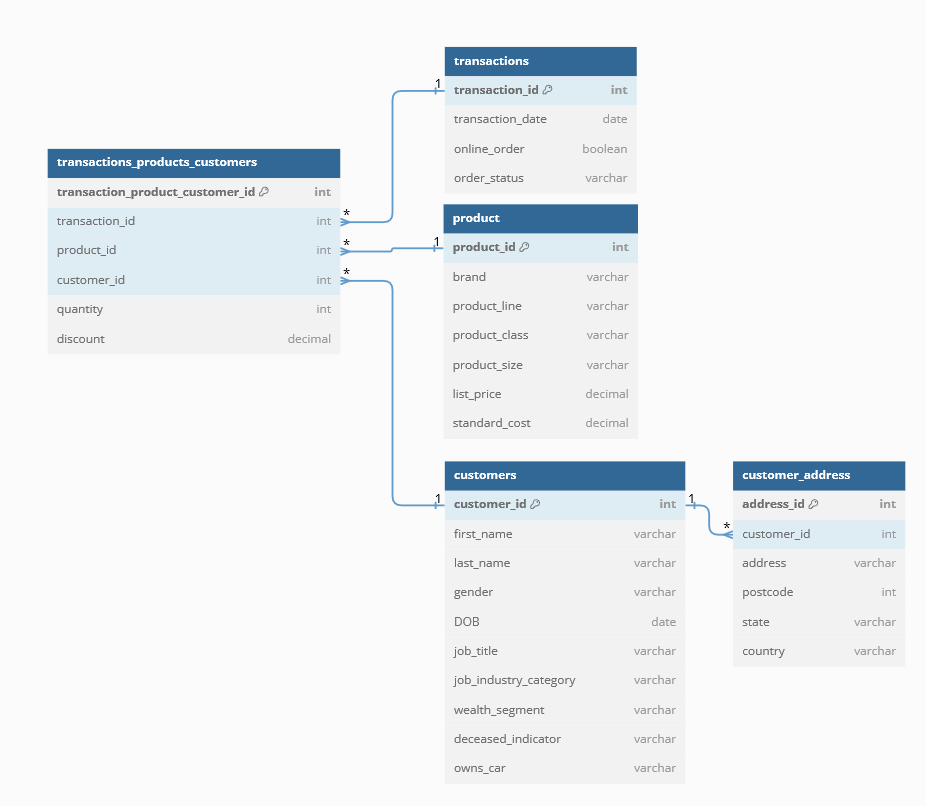 transactions
1
transaction_id int
transaction_date date
online_order boolean
order_status varchar
transactions_products_customers
transaction_product_customer_id int
transaction_id int *
product_id int *
customer_id int *
quantity int
discount decimal
product
1
product_id int
brand varchar
product_line varchar
product_class varchar
product_size varchar
list_price decimal
standard_cost decimal
customers
1
customer_id int 1
first_name varchar
last_name varchar
gender varchar
DOB date
job_title varchar
job_industry_category varchar
wealth_segment varchar
deceased_indicator varchar
owns_car varchar
customer_address
address_id int
*
customer_id int
address varchar
postcode int
state varchar
country varchar